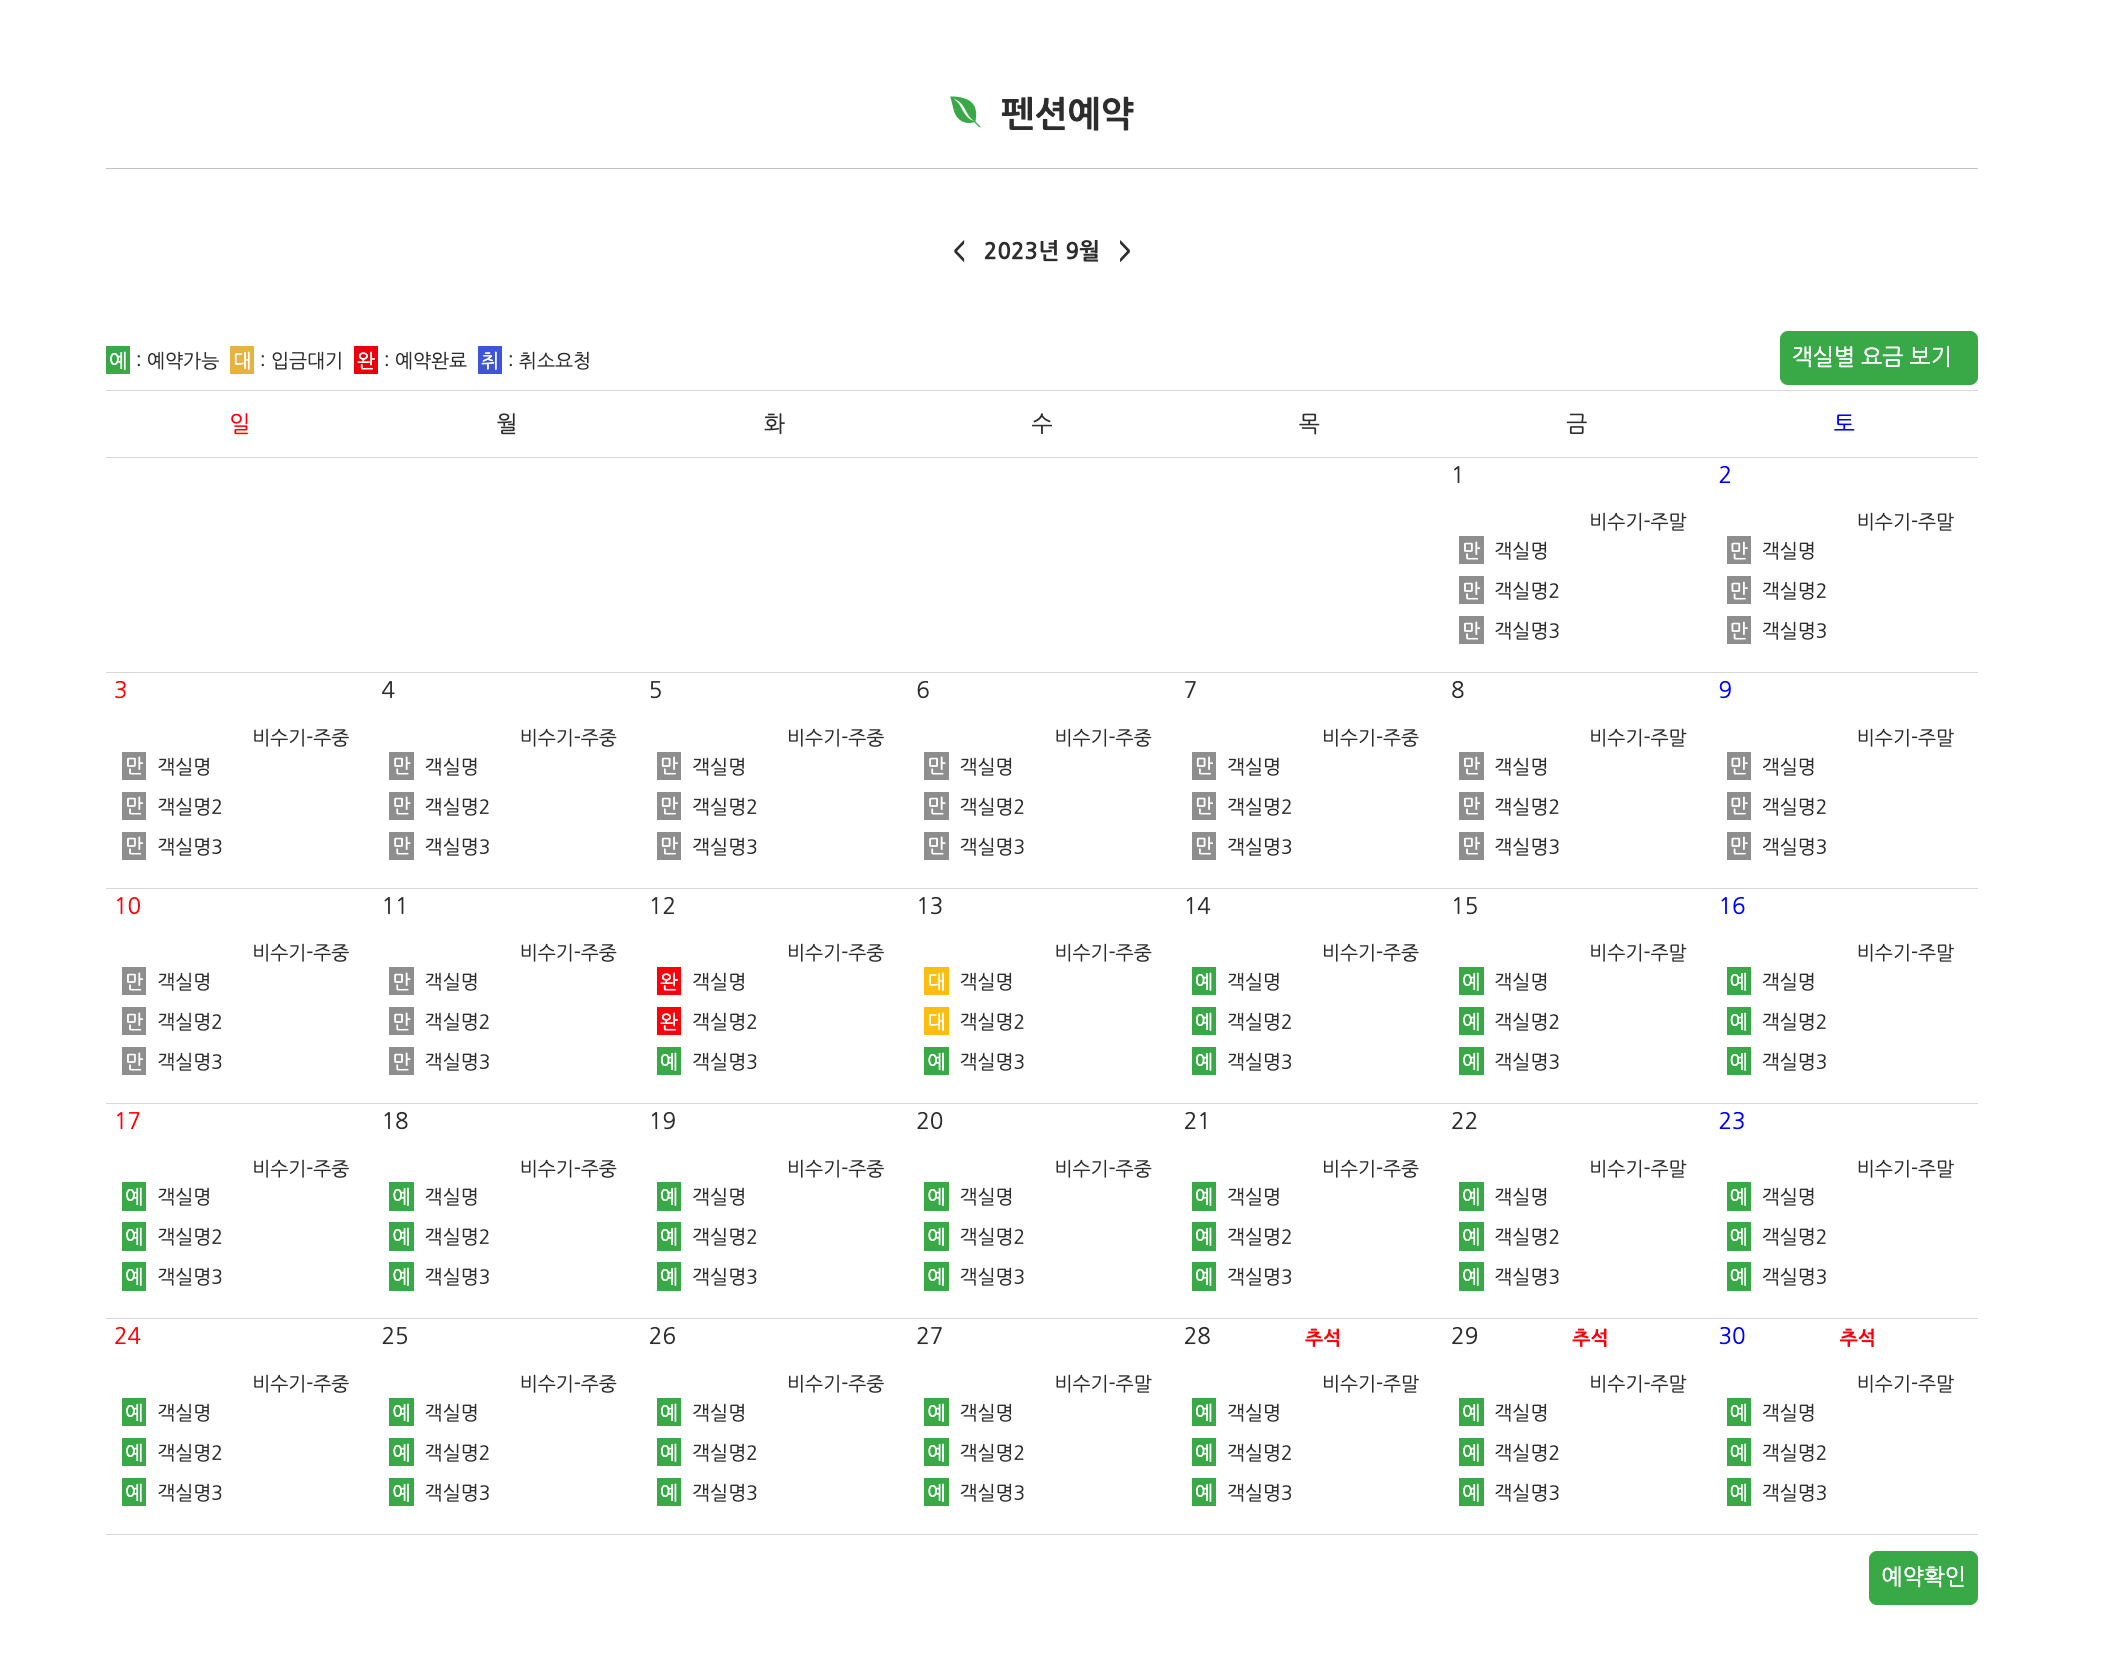 펜션예약
< 2023년 9월 >
예 : 예약가능 대 : 입금대기 완 : 예약완료 취 : 취소요청 객실별 요금 보기
일 월 화 수 목 금 토
1 2
비수기-주말 비수기-주말
만 객실명 만 객실명
만 객실명2 만 객실명2
만 객실명3 만 객실명3
3 4 5 6 7 8 9
비수기-주중 비수기-주중 비수기-주중 비수기-주중 비수기-주중 비수기-주말 비수기-주말
만 객실명 만 객실명 만 객실명 만 객실명 만 객실명 만 객실명 만 객실명
만 객실명2 만 객실명2 만 객실명2 만 객실명2 만 객실명2 만 객실명2 만 객실명2
만 객실명3 만 객실명3 만 객실명3 만 객실명3 만 객실명3 만 객실명3 만 객실명3
10 11 12 13 14 15 16
비수기-주중 비수기-주중 비수기-주중 비수기-주중 비수기-주중 비수기-주말 비수기-주말
만 객실명 만 객실명 완 객실명 대 객실명 예 객실명 예 객실명 예 객실명
만 객실명2 만 객실명2 완 객실명2 대 객실명2 예 객실명2 예 객실명2 예 객실명2
만 객실명3 만 객실명3 예 객실명3 예 객실명3 예 객실명3 예 객실명3 예 객실명3
17 18 19 20 21 22 23
비수기-주중 비수기-주중 비수기-주중 비수기-주중 비수기-주중 비수기-주말 비수기-주말
예 객실명 예 객실명 예 객실명 예 객실명 예 객실명 예 객실명 예 객실명
예 객실명2 예 객실명2 예 객실명2 예 객실명2 예 객실명2 예 객실명2 예 객실명2
예 객실명3 예 객실명3 예 객실명3 예 객실명3 예 객실명3 예 객실명3 예 객실명3
24 25 26 27 28 추석 29 추석 30 추석
비수기-주중 비수기-주중 비수기-주중 비수기-주말 비수기-주말 비수기-주말 비수기-주말
예 객실명 예 객실명 예 객실명 예 객실명 예 객실명 예 객실명 예 객실명
예 객실명2 예 객실명2 예 객실명2 예 객실명2 예 객실명2 예 객실명2 예 객실명2
예 객실명3 예 객실명3 예 객실명3 예 객실명3 예 객실명3 예 객실명3 예 객실명3
예약확인